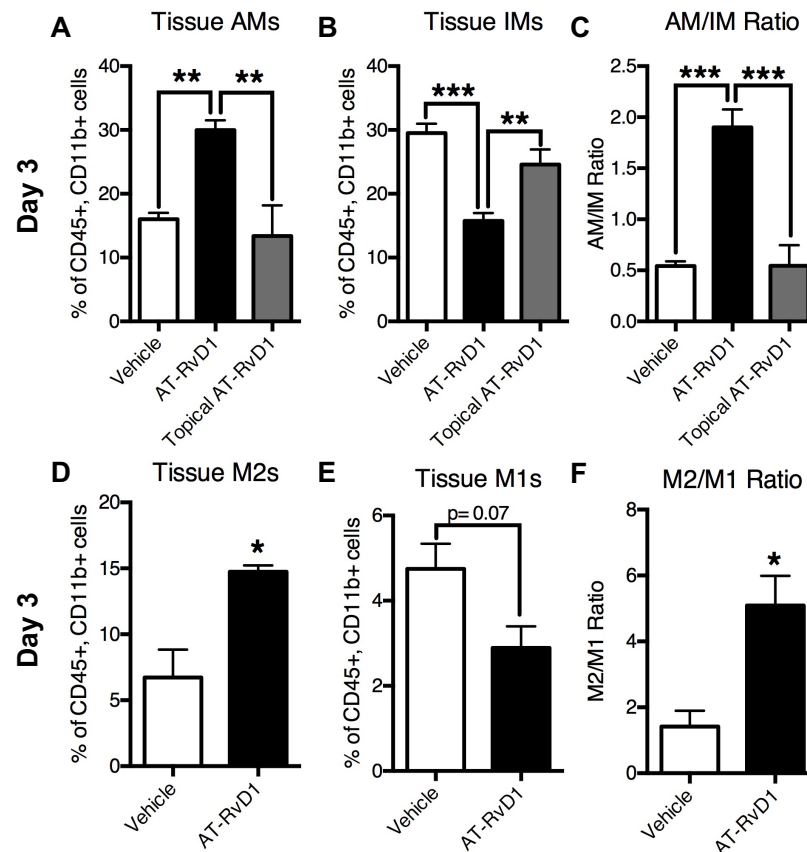 A Tissue AMs
% of CD45+, CD11b+ cells
40
30
20
10
0
** **
Vehicle
AT-RvD1
Topical AT-RvD1
B Tissue IMs
% of CD45+, CD11b+ cells
40
30
20
10
0
*** **
Vehicle
AT-RvD1
Topical AT-RvD1
C AM/IM Ratio
AM/IM Ratio
2.5
2.0
1.5
1.0
0.5
0.0
*** ***
Vehicle
AT-RvD1
Topical AT-RvD1
Day 3
D Tissue M2s
% of CD45+, CD11b+ cells
20
15
10
5
0
*
Vehicle
AT-RvD1
E Tissue M1s
% of CD45+, CD11b+ cells
6
4
2
0
p= 0.07
Vehicle
AT-RvD1
F M2/M1 Ratio
M2/M1 Ratio
8
6
4
2
0
*
Vehicle
AT-RvD1
Day 3